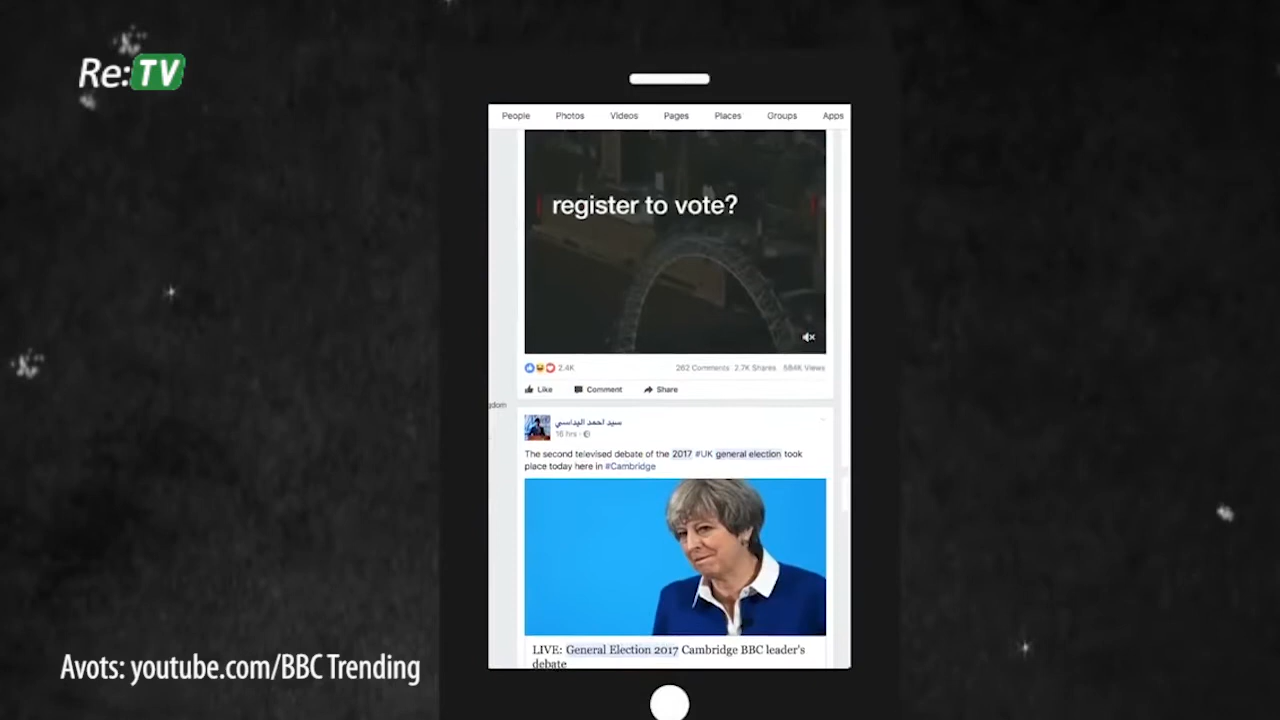 Re:TV
People Photos Videos Pages Places Groups Apps
register to vote?
2.4K 262 Comments 2.7K Shares 584K Views
Like Comment Share
gdom
سيد احمد اليداسي
16 hrs
The second televised debate of the 2017 #UK general election took
place today here in #Cambridge
LIVE: General Election 2017 Cambridge BBC leader's
debate
Avots: youtube.com/BBC Trending